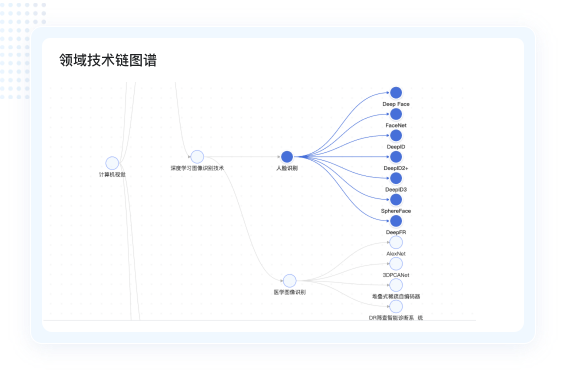 领域技术链图谱
Deep Face
FaceNet
DeepID
计算机视觉
深度学习图像识别技术
人脸识别
DeepID2+
DeepID3
SphereFace
DeepFR
AlexNet
3DPCANet
医学图像识别
堆叠式稀疏自编码器
DR筛查智能诊断系 统